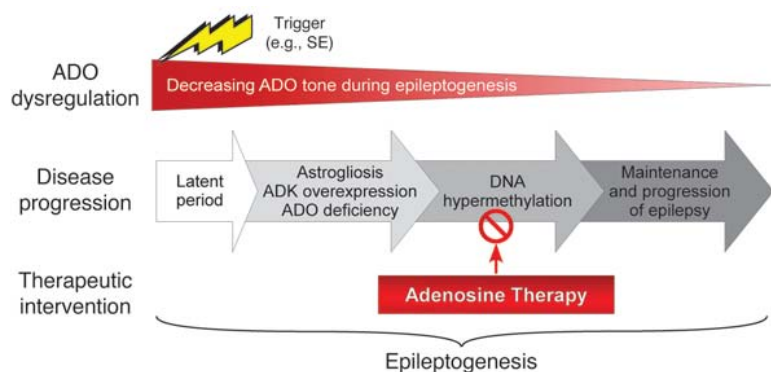 Trigger
(e.g., SE)
ADO
dysregulation
Decreasing ADO tone during epileptogenesis
Disease
progression
Latent
period
Astrogliosis
ADK overexpression
ADO deficiency
DNA
hypermethylation
Maintenance
and progression
of epilepsy
Therapeutic
intervention
Adenosine Therapy
Epileptogenesis